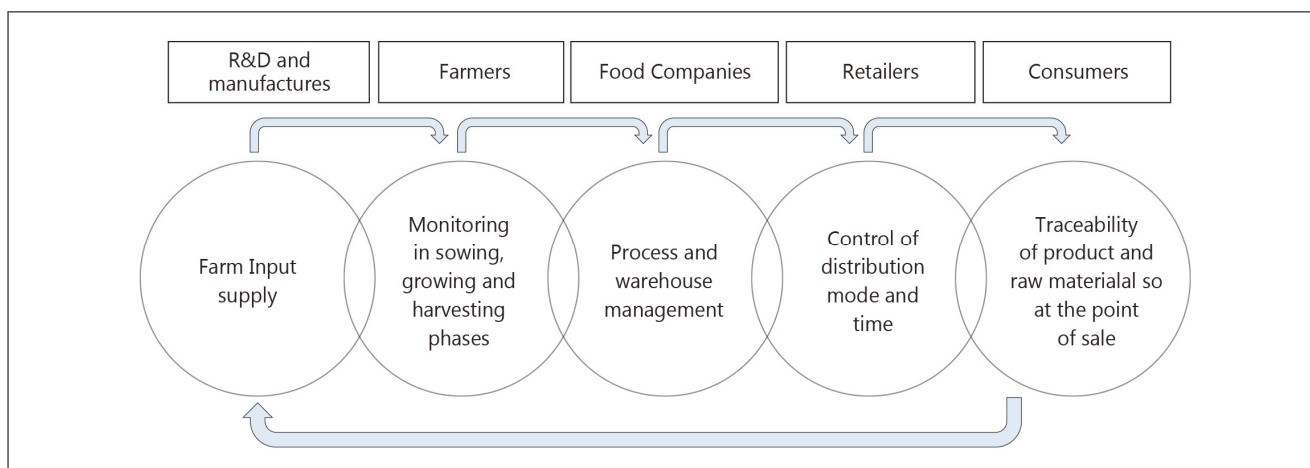 R&D and
manufactures
Farmers
Food Companies
Retailers
Consumers
Farm Input
supply
Monitoring
in sowing,
growing and
harvesting
phases
Process and
warehouse
management
Control of
distribution
mode and
time
Traceability
of product and
raw materialal so
at the point
of sale